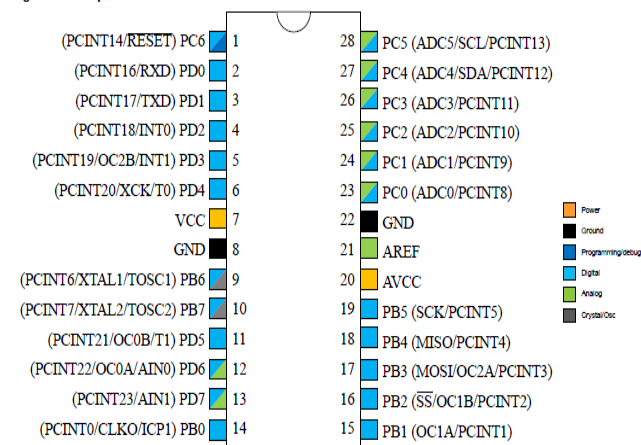 (PCINT14/RESET) PC6 1
(PCINT16/RXD) PD0 2
(PCINT17/TXD) PD1 3
(PCINT18/INT0) PD2 4
(PCINT19/OC2B/INT1) PD3 5
(PCINT20/XCK/T0) PD4 6
VCC 7
GND 8
(PCINT6/XTAL1/TOSC1) PB6 9
(PCINT7/XTAL2/TOSC2) PB7 10
(PCINT21/OC0B/T1) PD5 11
(PCINT22/OC0A/AIN0) PD6 12
(PCINT23/AIN1) PD7 13
(PCINT0/CLKO/ICP1) PB0 14
28 PC5 (ADC5/SCL/PCINT13)
27 PC4 (ADC4/SDA/PCINT12)
26 PC3 (ADC3/PCINT11)
25 PC2 (ADC2/PCINT10)
24 PC1 (ADC1/PCINT9)
23 PC0 (ADC0/PCINT8)
22 GND
21 AREF
20 AVCC
19 PB5 (SCK/PCINT5)
18 PB4 (MISO/PCINT4)
17 PB3 (MOSI/OC2A/PCINT3)
16 PB2 (SS/OC1B/PCINT2)
15 PB1 (OC1A/PCINT1)
Power
Ground
Programming/debug
Digital
Analog
Crystal/Osc